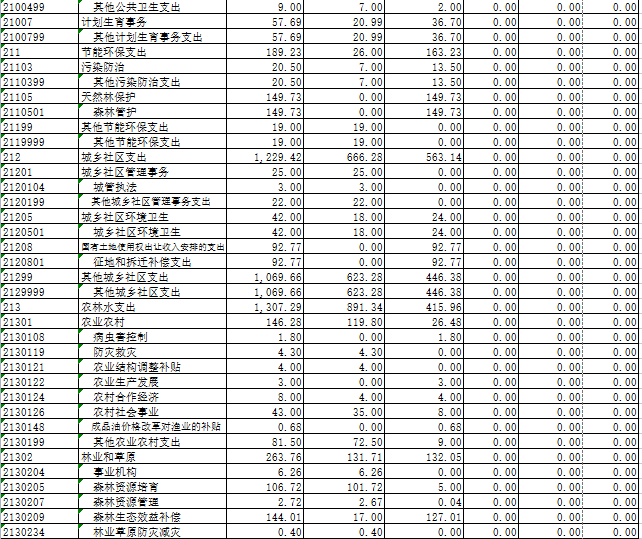 2100499 其他公共卫生支出 9.00 7.00 2.00 0.00 0.00 0.00
21007 计划生育事务 57.69 20.99 36.70 0.00 0.00 0.00
2100799 其他计划生育事务支出 57.69 20.99 36.70 0.00 0.00 0.00
211 节能环保支出 189.23 26.00 163.23 0.00 0.00 0.00
21103 污染防治 20.50 7.00 13.50 0.00 0.00 0.00
2110399 其他污染防治支出 20.50 7.00 13.50 0.00 0.00 0.00
21105 天然林保护 149.73 0.00 149.73 0.00 0.00 0.00
2110501 森林管护 149.73 0.00 149.73 0.00 0.00 0.00
21199 其他节能环保支出 19.00 19.00 0.00 0.00 0.00 0.00
2119999 其他节能环保支出 19.00 19.00 0.00 0.00 0.00 0.00
212 城乡社区支出 1,229.42 666.28 563.14 0.00 0.00 0.00
21201 城乡社区管理事务 25.00 25.00 0.00 0.00 0.00 0.00
2120104 城管执法 3.00 3.00 0.00 0.00 0.00 0.00
2120199 其他城乡社区管理事务支出 22.00 22.00 0.00 0.00 0.00 0.00
21205 城乡社区环境卫生 42.00 18.00 24.00 0.00 0.00 0.00
2120501 城乡社区环境卫生 42.00 18.00 24.00 0.00 0.00 0.00
21208 国有土地使用权出让收入安排的支出 92.77 0.00 92.77 0.00 0.00 0.00
2120801 征地和拆迁补偿支出 92.77 0.00 92.77 0.00 0.00 0.00
21299 其他城乡社区支出 1,069.66 623.28 446.38 0.00 0.00 0.00
2129999 其他城乡社区支出 1,069.66 623.28 446.38 0.00 0.00 0.00
213 农林水支出 1,307.29 891.34 415.96 0.00 0.00 0.00
21301 农业农村 146.28 119.80 26.48 0.00 0.00 0.00
2130108 病虫害控制 1.80 0.00 1.80 0.00 0.00 0.00
2130119 防灾救灾 4.30 4.30 0.00 0.00 0.00 0.00
2130121 农业结构调整补贴 4.00 4.00 0.00 0.00 0.00 0.00
2130122 农业生产发展 3.00 0.00 3.00 0.00 0.00 0.00
2130124 农村合作经济 8.00 4.00 4.00 0.00 0.00 0.00
2130126 农村社会事业 43.00 35.00 8.00 0.00 0.00 0.00
2130148 成品油价格改革对渔业的补贴 0.68 0.00 0.68 0.00 0.00 0.00
2130199 其他农业农村支出 81.50 72.50 9.00 0.00 0.00 0.00
21302 林业和草原 263.76 131.71 132.05 0.00 0.00 0.00
2130204 事业机构 6.26 6.26 0.00 0.00 0.00 0.00
2130205 森林资源培育 106.72 101.72 5.00 0.00 0.00 0.00
2130207 森林资源管理 2.72 2.67 0.04 0.00 0.00 0.00
2130209 森林生态效益补偿 144.01 17.00 127.01 0.00 0.00 0.00
2130234 林业草原防灾减灾 0.40 0.40 0.00 0.00 0.00 0.00